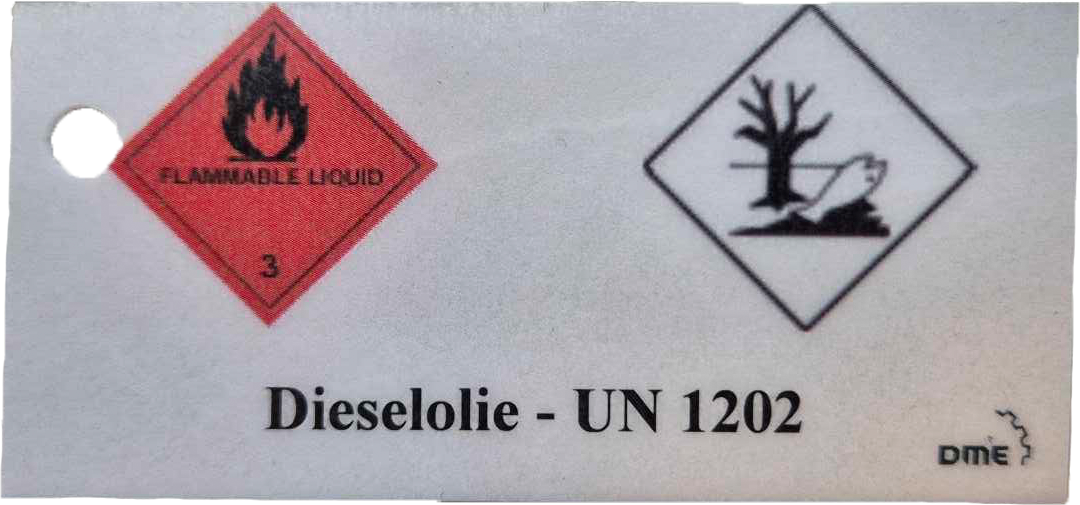 FLAMMABLE LIQUID
3
Dieselolie - UN 1202
DME